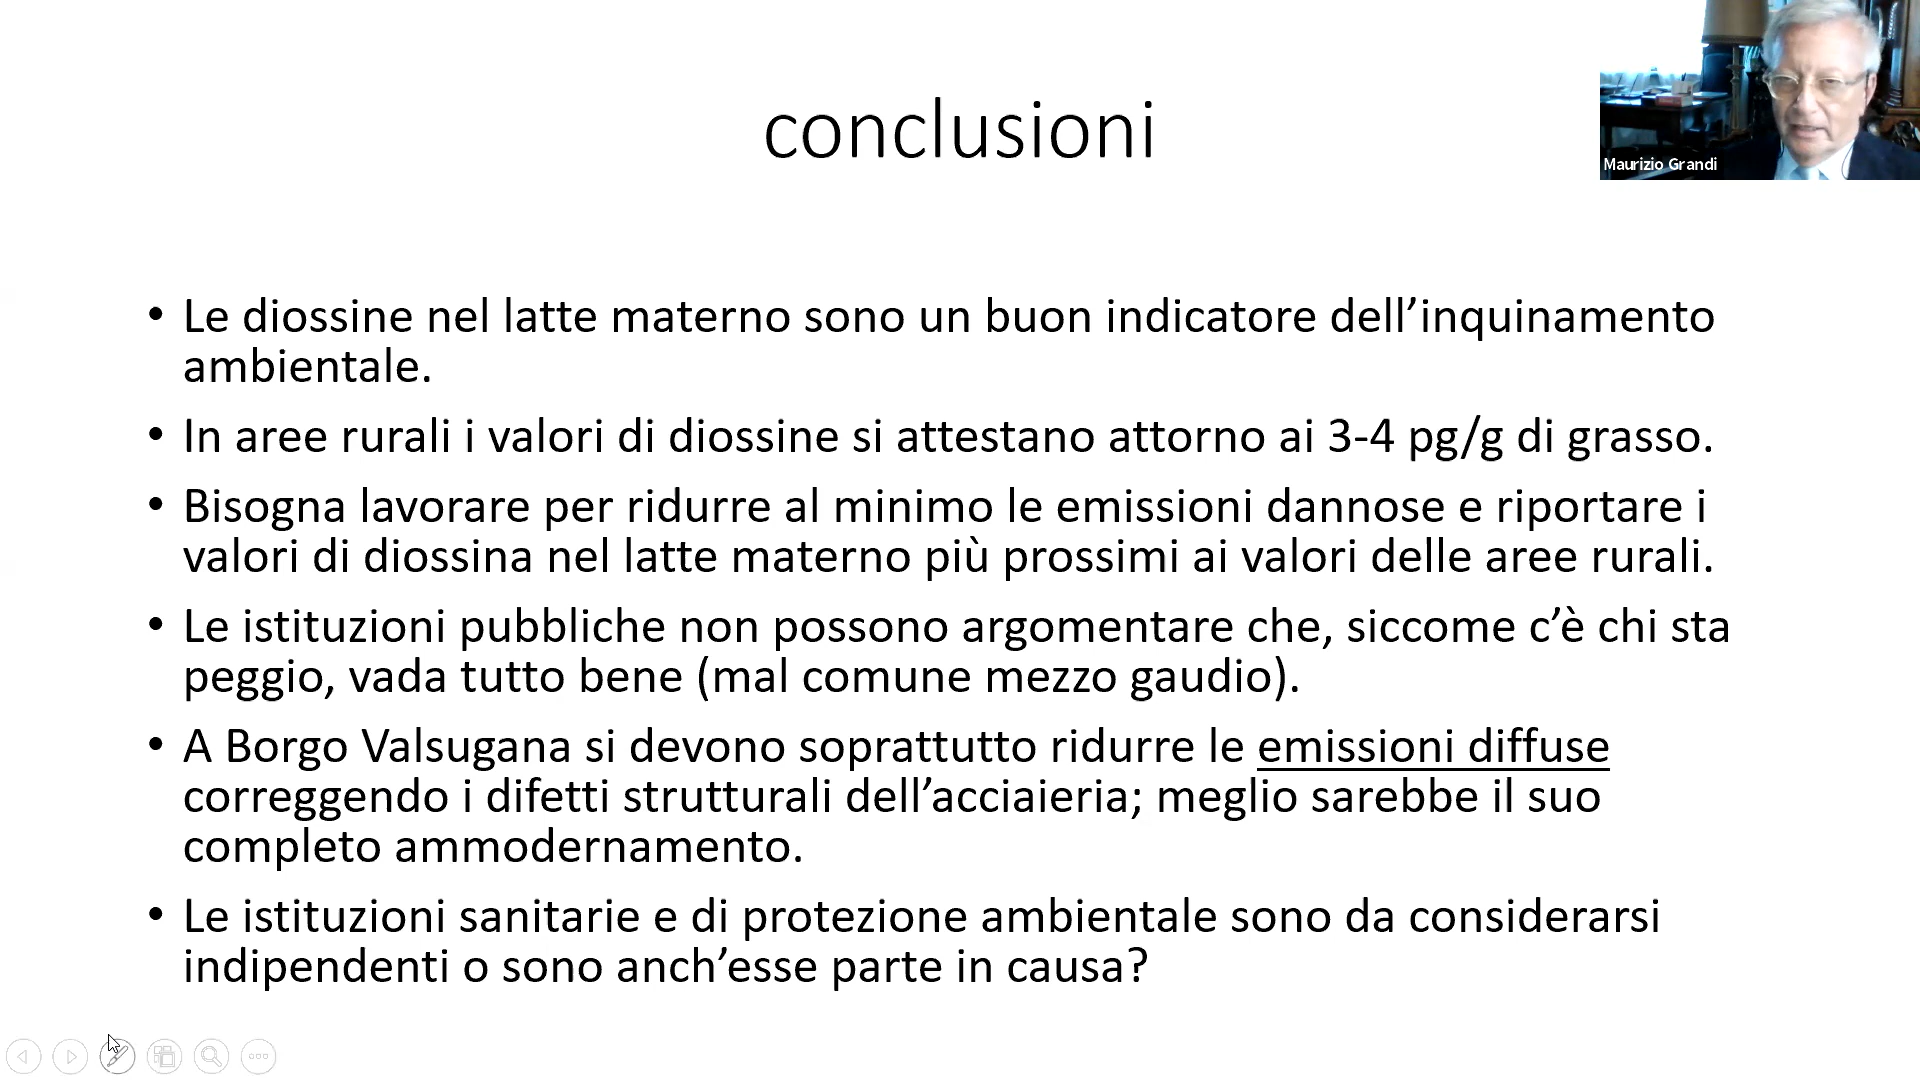 conclusioni
Maurizio Grandi
• Le diossine nel latte materno sono un buon indicatore dell’inquinamento
ambientale.
• In aree rurali i valori di diossine si attestano attorno ai 3-4 pg/g di grasso.
• Bisogna lavorare per ridurre al minimo le emissioni dannose e riportare i
valori di diossina nel latte materno più prossimi ai valori delle aree rurali.
• Le istituzioni pubbliche non possono argomentare che, siccome c’è chi sta
peggio, vada tutto bene (mal comune mezzo gaudio).
• A Borgo Valsugana si devono soprattutto ridurre le emissioni diffuse
correggendo i difetti strutturali dell’acciaieria; meglio sarebbe il suo
completo ammodernamento.
• Le istituzioni sanitarie e di protezione ambientale sono da considerarsi
indipendenti o sono anch’esse parte in causa?